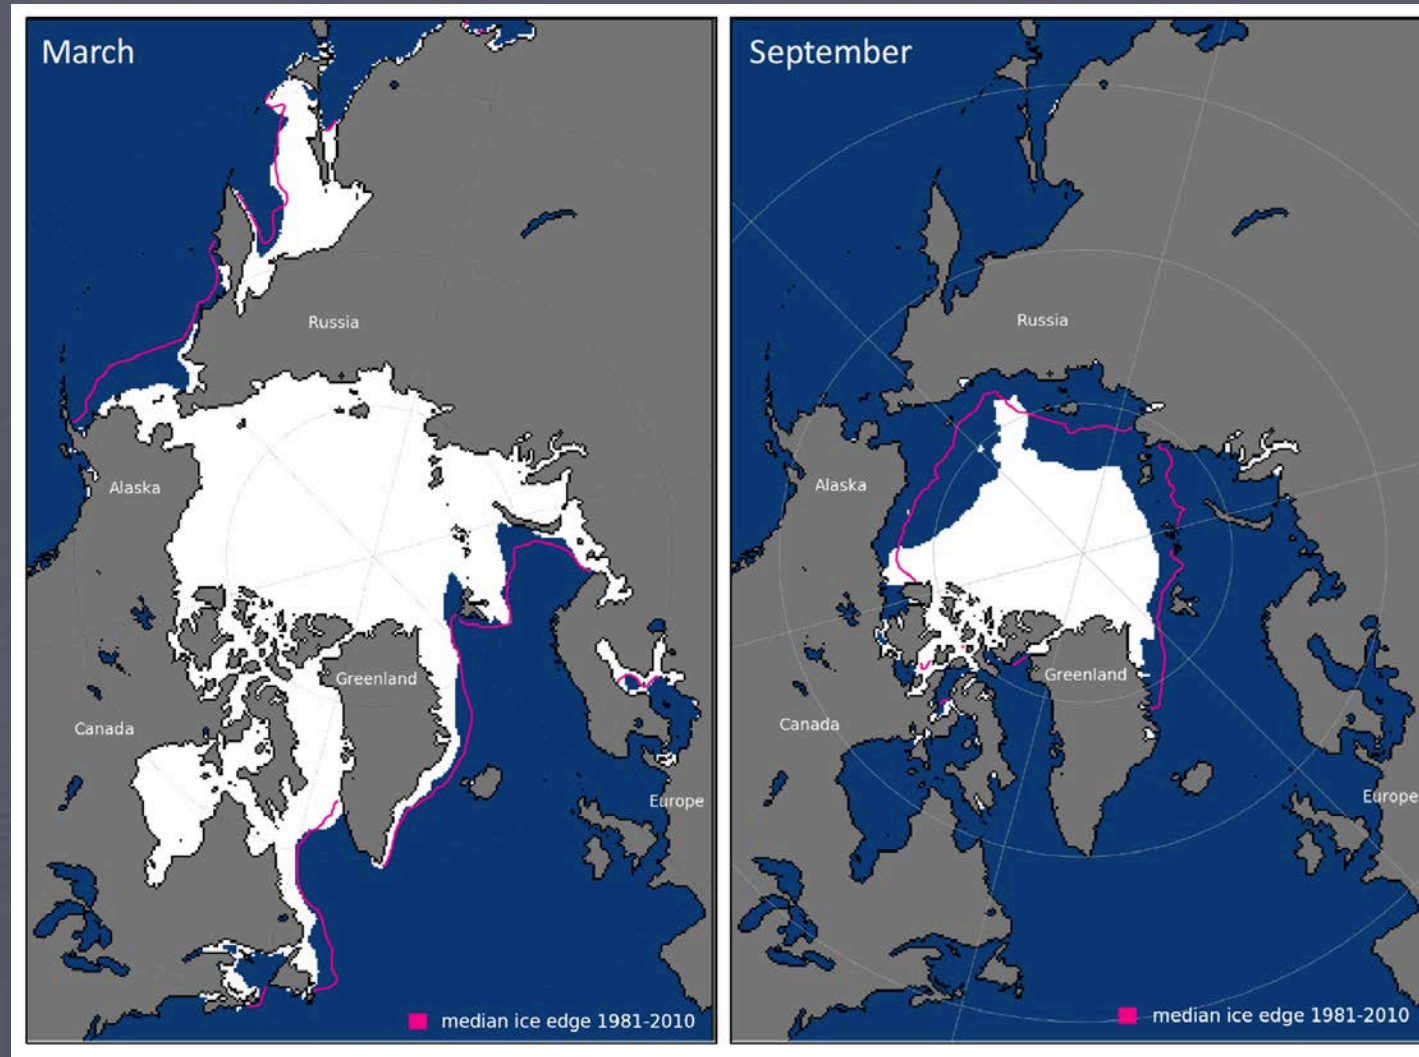 March
Russia
Alaska
Greenland
Canada
Europe
median ice edge 1981-2010
September
Russia
Alaska
Greenland
Canada
Europe
median ice edge 1981-2010